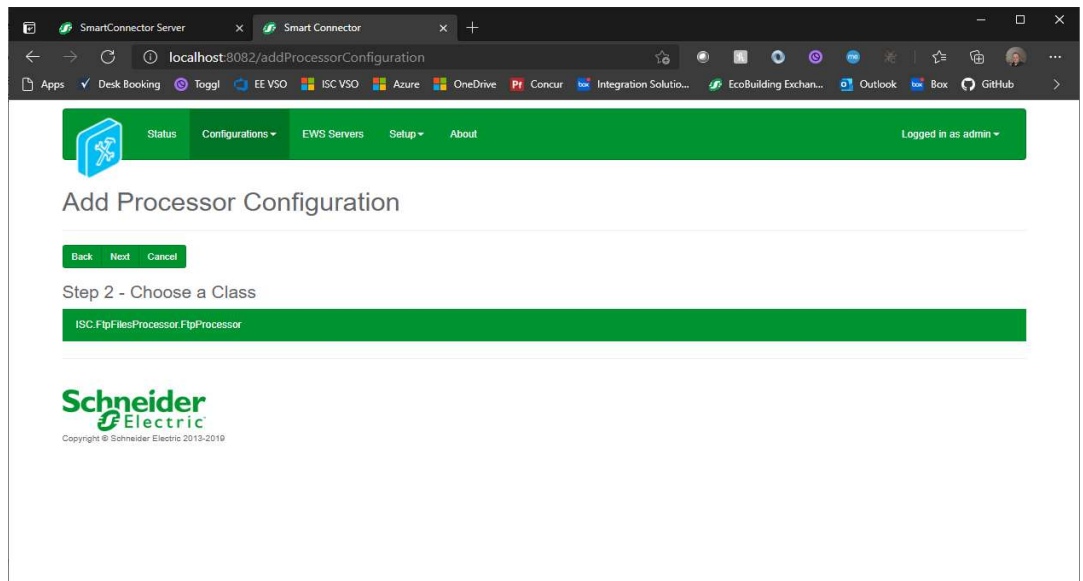 SmartConnector Server
Smart Connector
localhost:8082/addProcessorConfiguration
Apps Desk Booking Toggl EE VSO ISC VSO Azure OneDrive Concur Integration Solutio... EcoBuilding Exchan... Outlook Box GitHub
Status Configurations EWS Servers Setup About Logged in as admin
Add Processor Configuration
Back Next Cancel
Step 2 - Choose a Class
ISC.FtpFilesProcessor.FtpProcessor
Schneider
Electric
Copyright © Schneider Electric 2013-2019